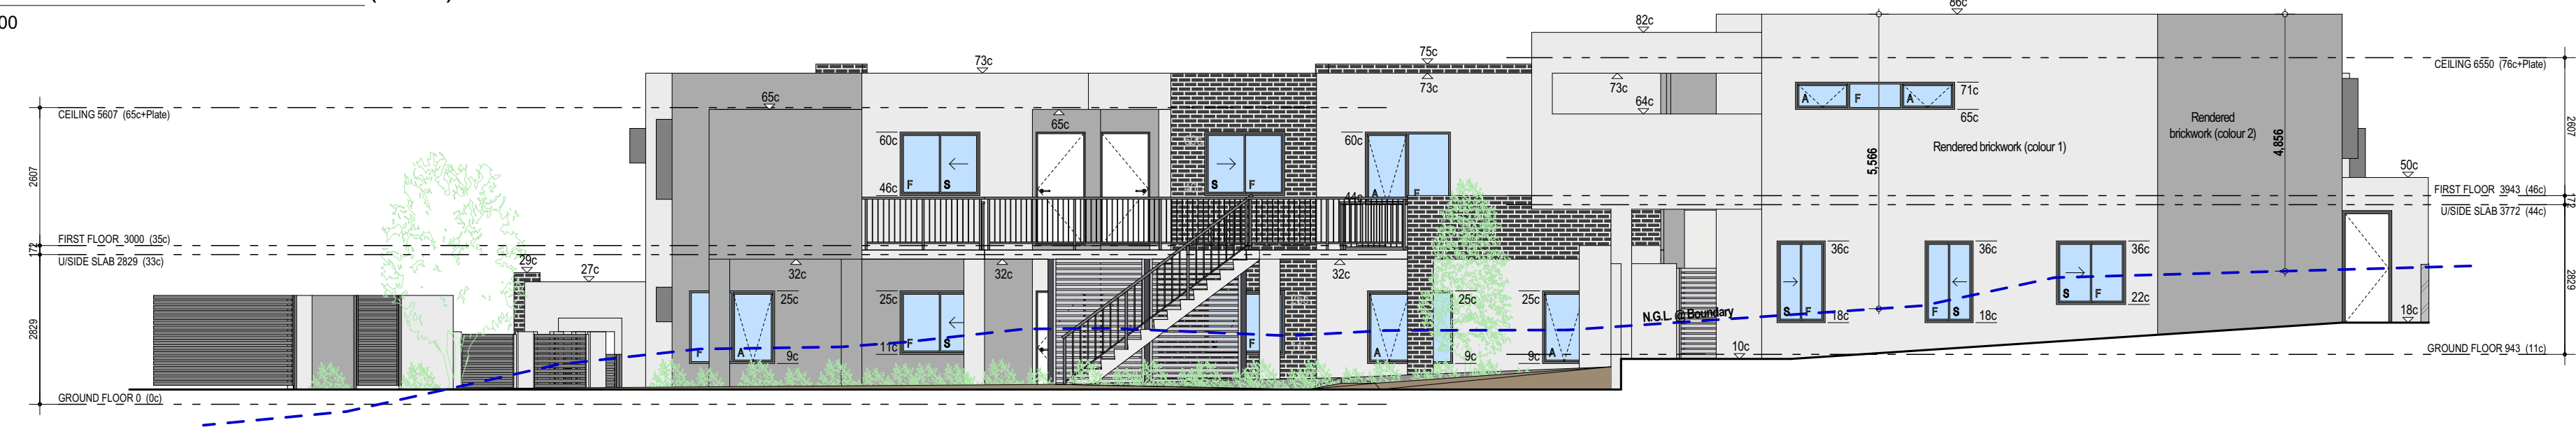 00
86c
82c
75c
73c
CEILING 6550 (76c+Plate)
73c
73c
71c
65c
64c
65c
CEILING 5607 (65c+Plate)
65c
Rendered
brickwork (colour 2)
Rendered brickwork (colour 1)
5,566
4,856
2607
2607
60c
60c
F
S
S
F
A
F
A
F
A
46c
44c
50c
FIRST FLOOR 3943 (46c)
172
U/SIDE SLAB 3772 (44c)
FIRST FLOOR 3000 (35c)
172
U/SIDE SLAB 2829 (33c)
29c
27c
32c
32c
32c
36c
36c
36c
25c
25c
25c
25c
S
F
F
S
S
F
22c
18c
18c
18c
N.G.L. @ Boundary
2829
2829
F
A
F
S
F
A
A
11c
9c
9c
9c
10c
GROUND FLOOR 943 (11c)
GROUND FLOOR 0 (0c)